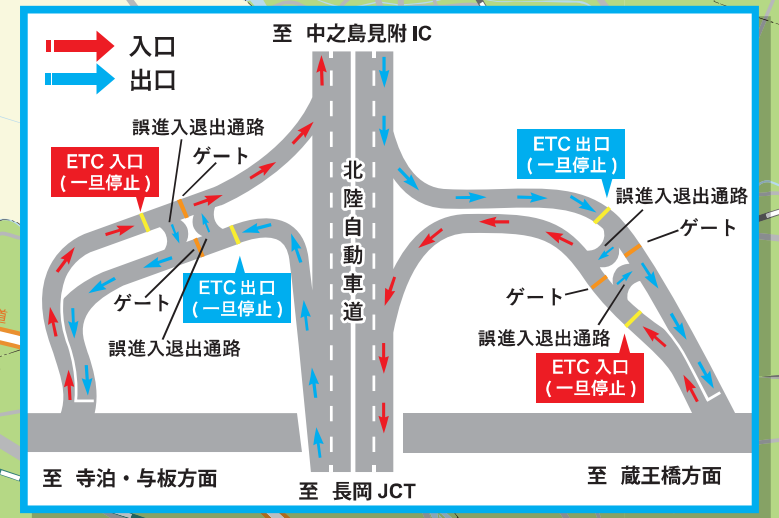 入口
出口
至 中之島見附IC
誤進入退出通路
ゲート
ETC 入口
(一旦停止)
ゲート
ETC 出口
(一旦停止)
誤進入退出通路
北陸自動車道
ETC 出口
(一旦停止)
誤進入退出通路
ゲート
ゲート
誤進入退出通路
ETC 入口
(一旦停止)
至 寺泊・与板方面
至 長岡JCT
至 蔵王橋方面